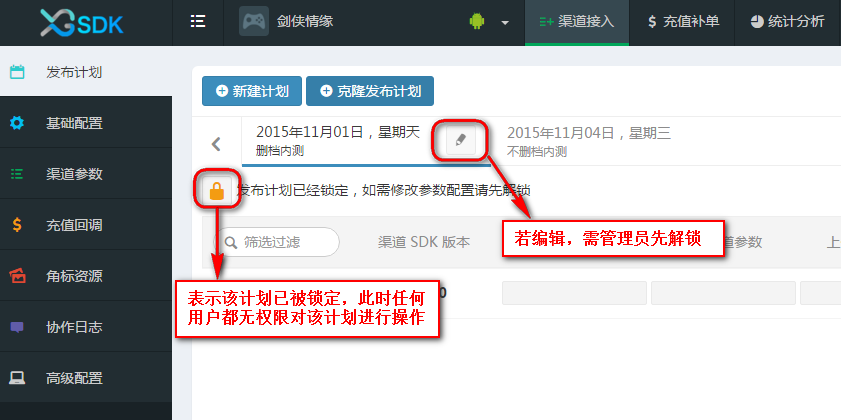 XGSDK
剑侠情缘
渠道接入
$ 充值补单
统计分析
发布计划
基础配置
渠道参数
$ 充值回调
角标资源
协作日志
高级配置
新建计划
克隆发布计划
2015年11月01日，星期天
删档内测
2015年11月04日，星期三
不删档内测
发布计划已经锁定，如需修改参数配置请先解锁
若编辑，需管理员先解锁
筛选过滤
渠道 SDK 版本
道参数
上
表示该计划已被锁定，此时任何
用户都无权限对该计划进行操作
0